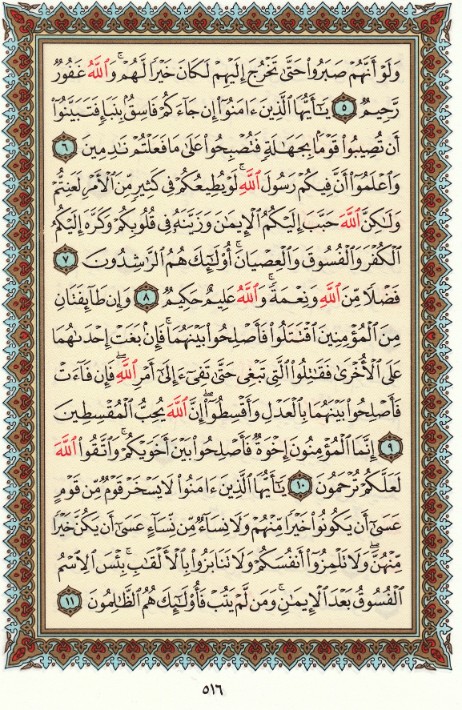 وَلَوْ أَنَّهُمْ صَبَرُوا۟ حَتَّىٰ تَخْرُجَ إِلَيْهِمْ لَكَانَ خَيْرًا لَّهُمْ ۚ وَٱللَّهُ غَفُورٌ
رَّحِيمٌ ٥ يَـٰٓأَيُّهَا ٱلَّذِينَ ءَامَنُوٓا۟ إِن جَآءَكُمْ فَاسِقٌۢ بِنَبَإٍ فَتَبَيَّنُوٓا۟
أَن تُصِيبُوا۟ قَوْمًۢا بِجَهَـٰلَةٍ فَتُصْبِحُوا۟ عَلَىٰ مَا فَعَلْتُمْ نَـٰدِمِينَ ٦
وَٱعْلَمُوٓا۟ أَنَّ فِيكُمْ رَسُولَ ٱللَّهِ ۚ لَوْ يُطِيعُكُمْ فِى كَثِيرٍ مِّنَ ٱلْأَمْرِ لَعَنِتُّمْ
وَلَـٰكِنَّ ٱللَّهَ حَبَّبَ إِلَيْكُمُ ٱلْإِيمَـٰنَ وَزَيَّنَهُۥ فِى قُلُوبِكُمْ وَكَرَّهَ إِلَيْكُمُ
ٱلْكُفْرَ وَٱلْفُسُوقَ وَٱلْعِصْيَانَ ۚ أُو۟لَـٰٓئِكَ هُمُ ٱلرَّٰشِدُونَ ٧
فَضْلًا مِّنَ ٱللَّهِ وَنِعْمَةً ۚ وَٱللَّهُ عَلِيمٌ حَكِيمٌ ٨ وَإِن طَآئِفَتَانِ
مِنَ ٱلْمُؤْمِنِينَ ٱقْتَتَلُوا۟ فَأَصْلِحُوا۟ بَيْنَهُمَا ۖ فَإِنۢ بَغَتْ إِحْدَىٰهُمَا
عَلَى ٱلْأُخْرَىٰ فَقَـٰتِلُوا۟ ٱلَّتِى تَبْغِى حَتَّىٰ تَفِىٓءَ إِلَىٰٓ أَمْرِ ٱللَّهِ ۚ فَإِن فَآءَتْ
فَأَصْلِحُوا۟ بَيْنَهُمَا بِٱلْعَدْلِ وَأَقْسِطُوٓا۟ ۖ إِنَّ ٱللَّهَ يُحِبُّ ٱلْمُقْسِطِينَ
٩ إِنَّمَا ٱلْمُؤْمِنُونَ إِخْوَةٌ فَأَصْلِحُوا۟ بَيْنَ أَخَوَيْكُمْ ۚ وَٱتَّقُوا۟ ٱللَّهَ
لَعَلَّكُمْ تُرْحَمُونَ ١٠ يَـٰٓأَيُّهَا ٱلَّذِينَ ءَامَنُوا۟ لَا يَسْخَرْ قَوْمٌ مِّن قَوْمٍ
عَسَىٰٓ أَن يَكُونُوا۟ خَيْرًا مِّنْهُمْ وَلَا نِسَآءٌ مِّن نِّسَآءٍ عَسَىٰٓ أَن يَكُنَّ خَيْرًا
مِّنْهُنَّ ۖ وَلَا تَلْمِزُوٓا۟ أَنفُسَكُمْ وَلَا تَنَابَزُوا۟ بِٱلْأَلْقَـٰبِ ۖ بِئْسَ ٱلِٱسْمُ
ٱلْفُسُوقُ بَعْدَ ٱلْإِيمَـٰنِ ۚ وَمَن لَّمْ يَتُبْ فَأُو۟لَـٰٓئِكَ هُمُ ٱلظَّـٰلِمُونَ ١١
٥١٦